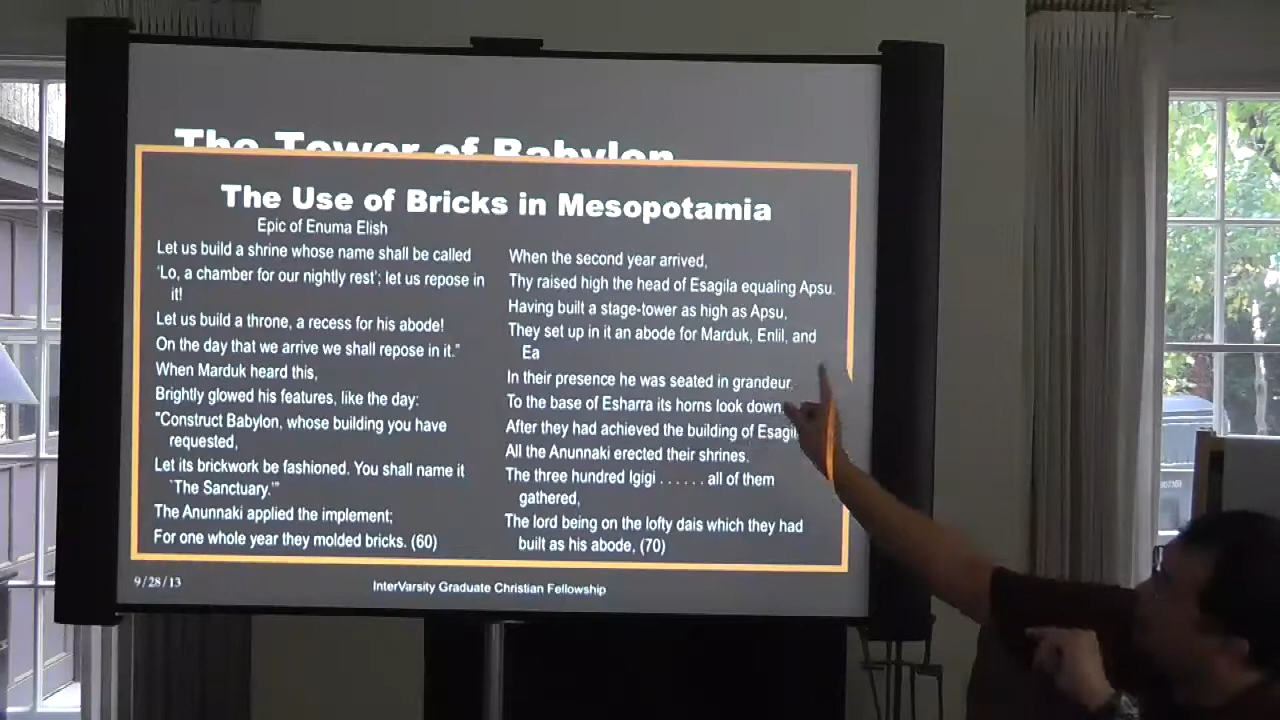 The Tower of Babylon
The Use of Bricks in Mesopotamia
Epic of Enuma Elish
Let us build a shrine whose name shall be called
'Lo, a chamber for our nightly rest'; let us repose in
it!
Let us build a throne, a recess for his abode!
On the day that we arrive we shall repose in it."
When Marduk heard this,
Brightly glowed his features, like the day:
"Construct Babylon, whose building you have
requested,
Let its brickwork be fashioned. You shall name it
`The Sanctuary.'"
The Anunnaki applied the implement;
For one whole year they molded bricks. (60)
When the second year arrived,
Thy raised high the head of Esagila equaling Apsu.
Having built a stage-tower as high as Apsu,
They set up in it an abode for Marduk, Enlil, and
Ea
In their presence he was seated in grandeur.
To the base of Esharra its horns look down.
After they had achieved the building of
All the Anunnaki erected their shrines.
The three hundred Igigi . . . . . . all of them
gathered,
The lord being on the lofty dais which they had
built as his abode, (70)
9/28/13
InterVarsity Graduate Christian Fellowship